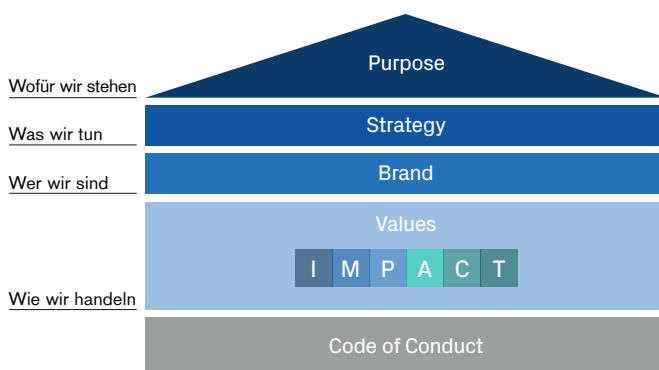 Purpose
Wofür wir stehen
Strategy
Was wir tun
Brand
Wer wir sind
Values
I M P A C T
Wie wir handeln
Code of Conduct